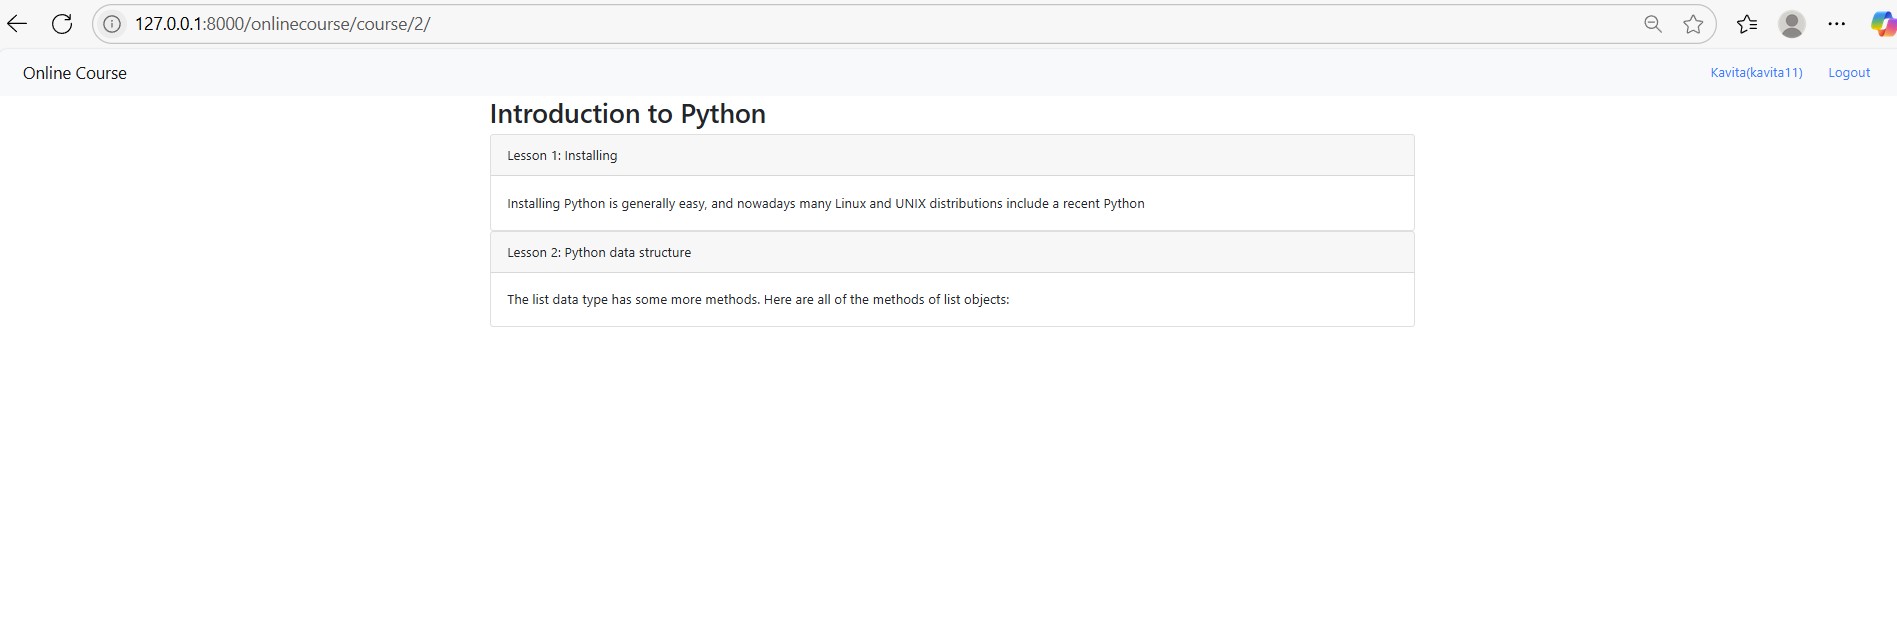 127.0.0.1:8000/onlinecourse/course/2/
Online Course
Kavita(kavita11)
Logout
Introduction to Python
Lesson 1: Installing
Installing Python is generally easy, and nowadays many Linux and UNIX distributions include a recent Python
Lesson 2: Python data structure
The list data type has some more methods. Here are all of the methods of list objects: